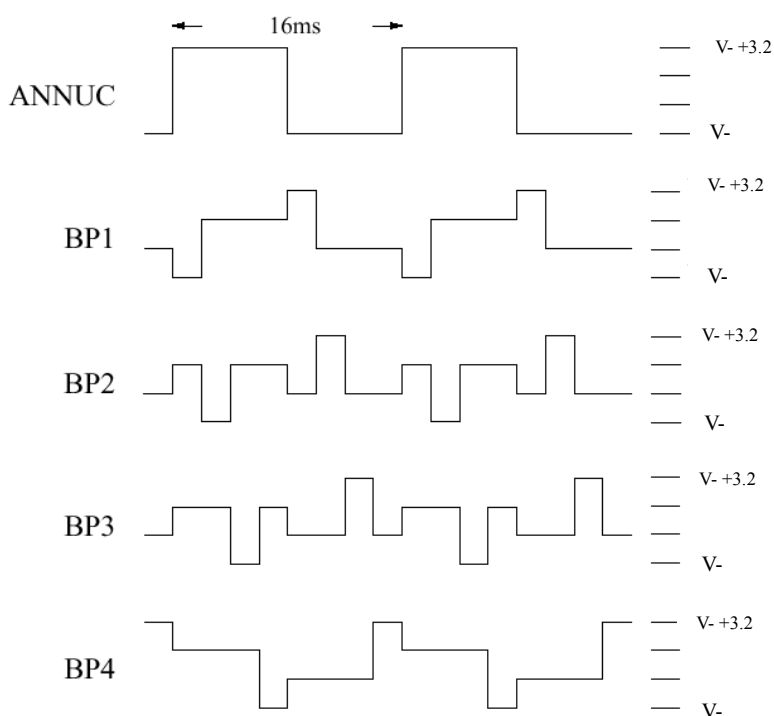 16ms
ANNUC
V- +3.2
V-
BP1
V- +3.2
V-
BP2
V- +3.2
V-
BP3
V- +3.2
V-
BP4
V- +3.2
V-